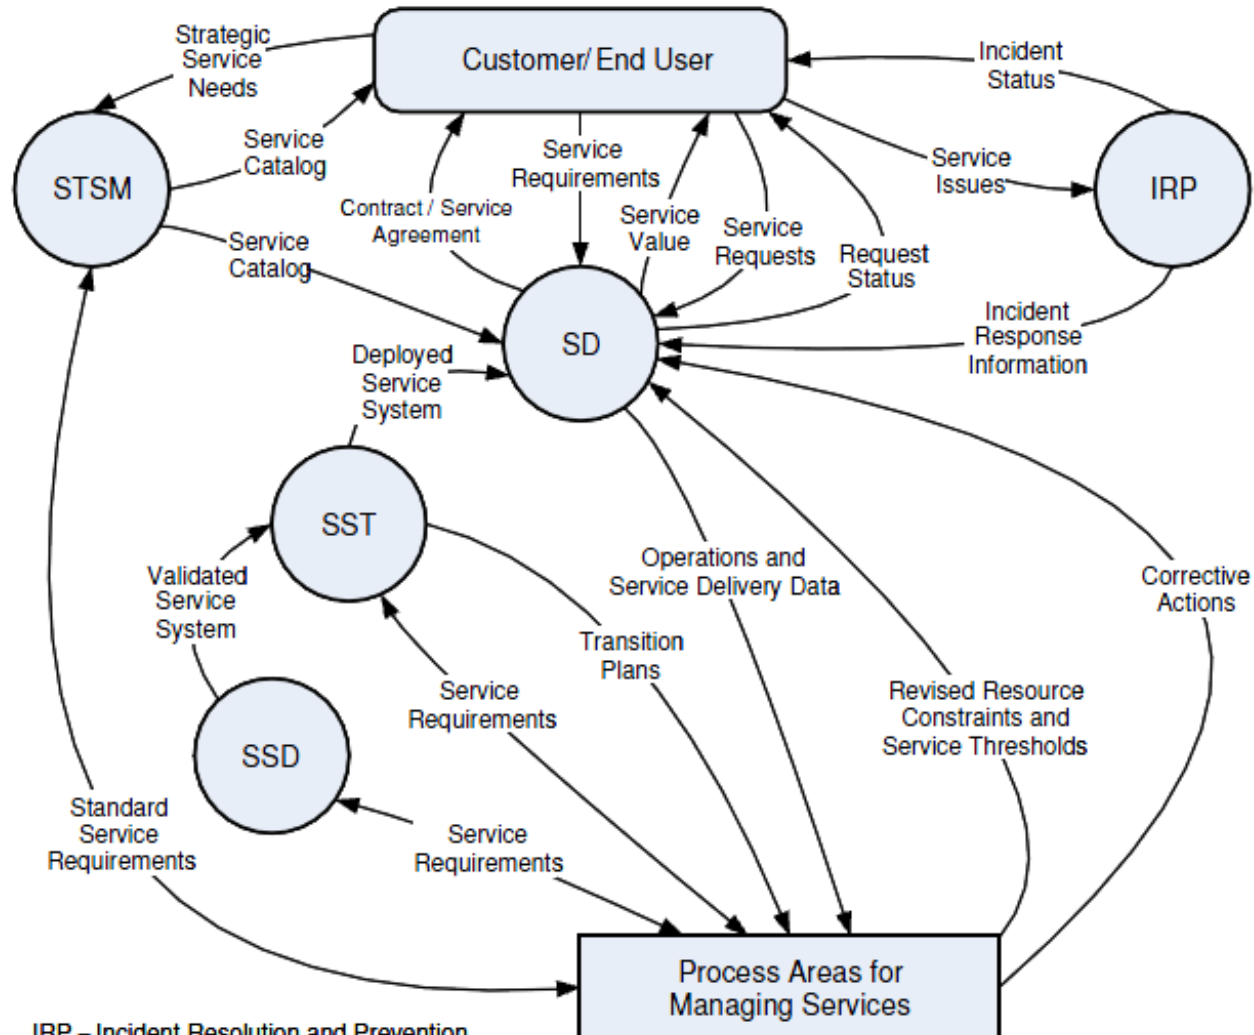 Strategic
Service
Needs
Customer/ End User
Incident
Status
STSM
Service
Catalog
Service
Requirements
Service
Issues
IRP
Contract / Service
Agreement
Service
Value
Service
Requests
Request
Status
Service
Catalog
Incident
Response
Information
SD
Deployed
Service
System
SST
Operations and
Service Delivery Data
Validated
Service
System
Corrective
Actions
Transition
Plans
Service
Requirements
Revised Resource
Constraints and
Service Thresholds
SSD
Standard
Service
Requirements
Service
Requirements
Process Areas for
Managing Services
IRP – Incident Resolution and Prevention